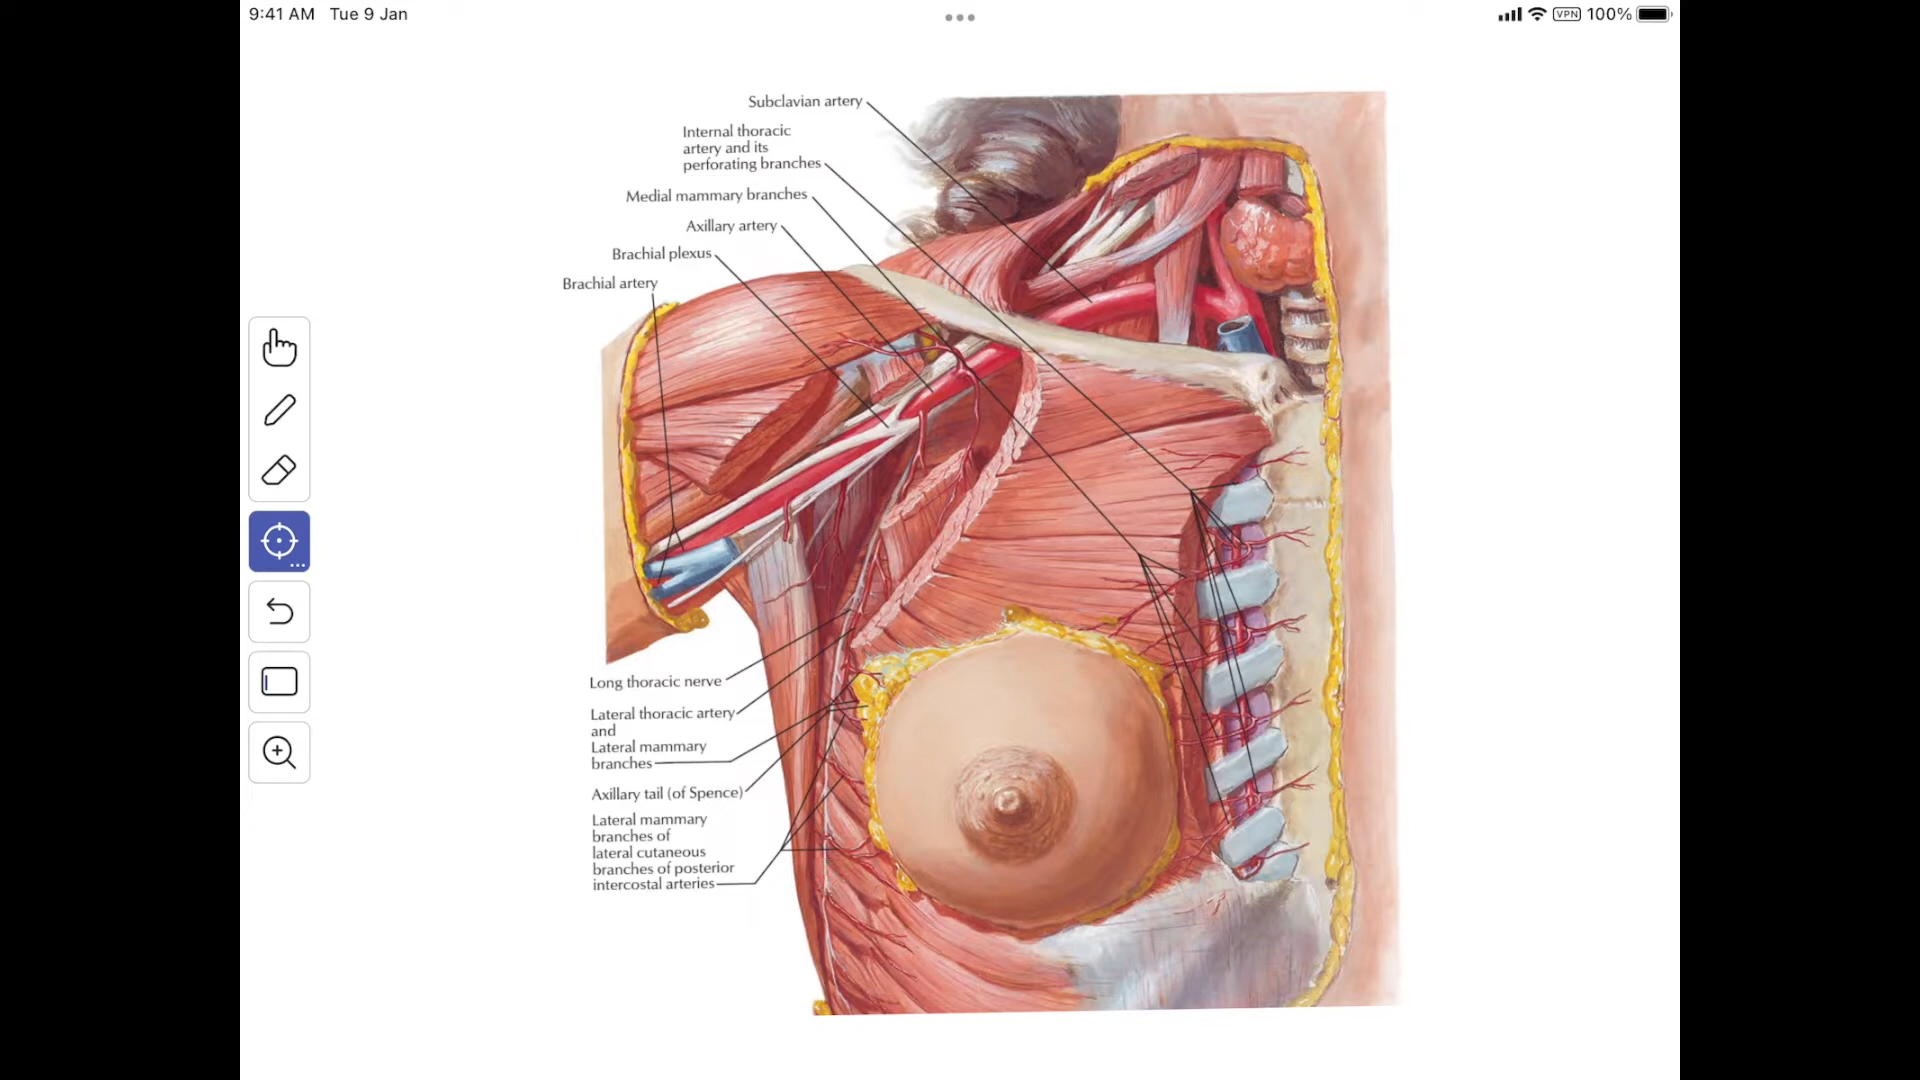 9:41 AM Tue 9 Jan
VPN 100%
Subclavian artery
Internal thoracic
artery and its
perforating branches
Medial mammary branches
Axillary artery
Brachial plexus
Brachial artery
Long thoracic nerve
Lateral thoracic artery
and
Lateral mammary
branches
Axillary tail (of Spence)
Lateral mammary
branches of
lateral cutaneous
branches of posterior
intercostal arteries